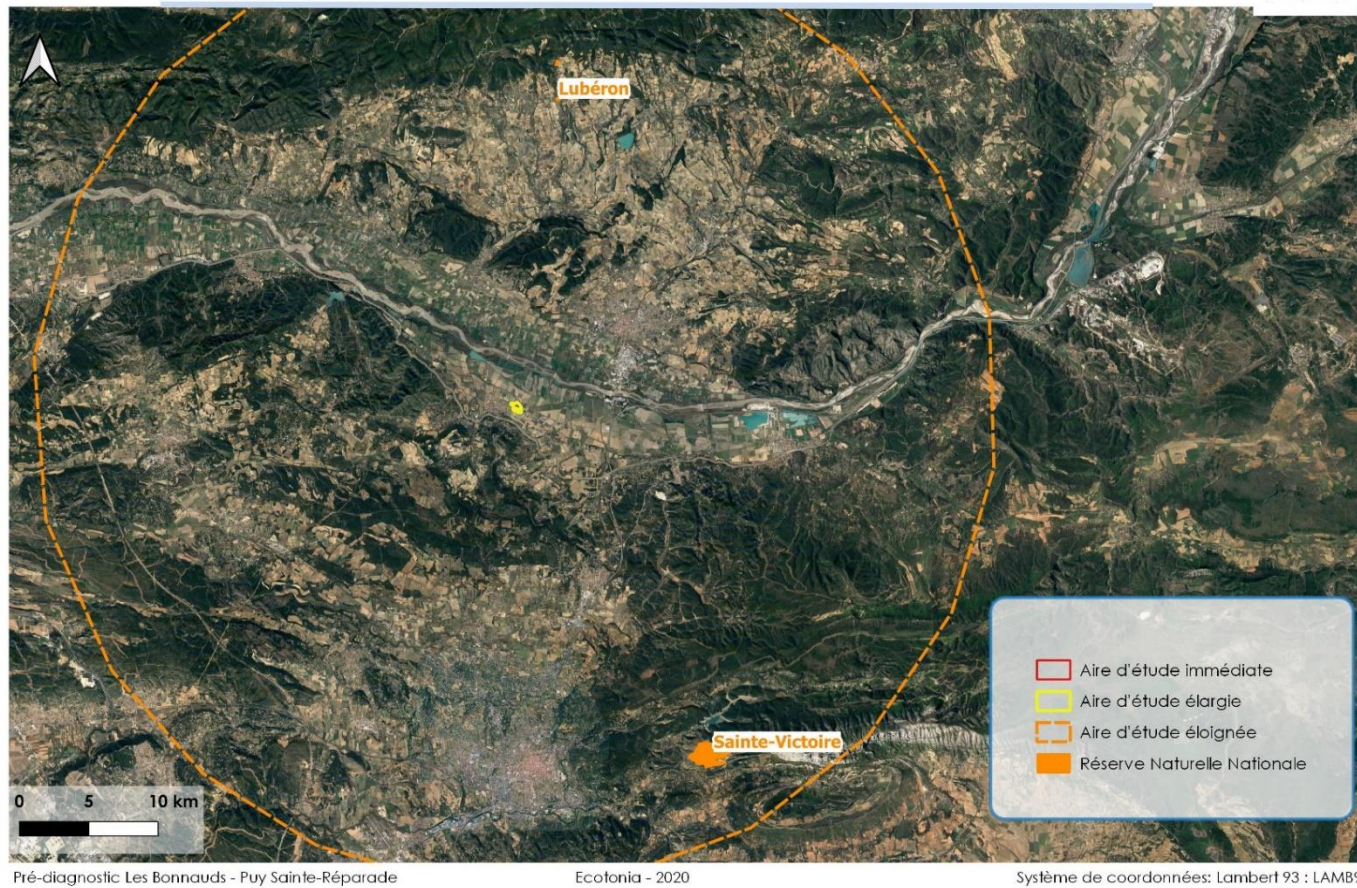 Lubéron
Sainte-Victoire
Aire d'étude immédiate
Aire d'étude élargie
Aire d'étude éloignée
Réserve Naturelle Nationale
0 5 10 km
Pré-diagnostic Les Bonnauds - Puy Sainte-Réparade
Ecotonia - 2020
Système de coordonnées: Lambert 93 : LAMB9